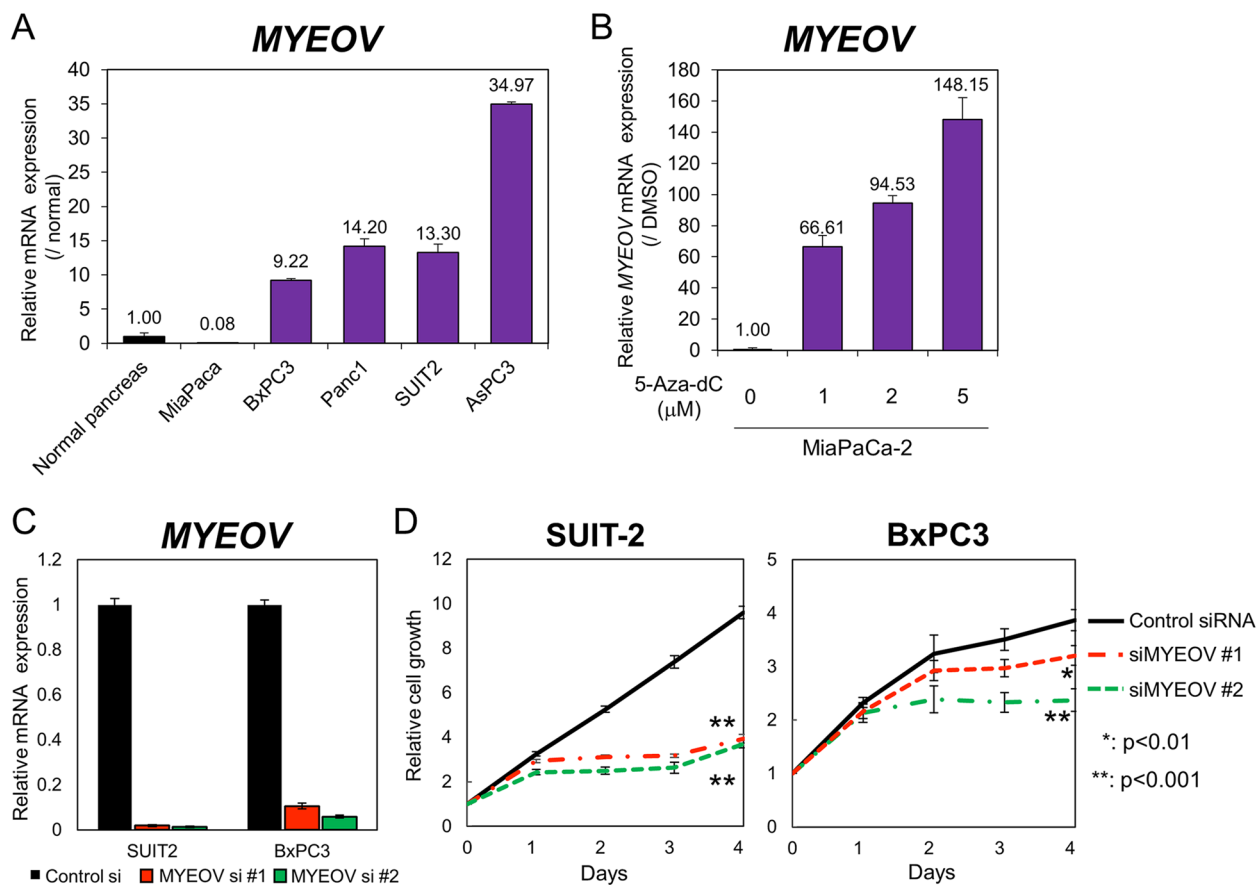 A
MYEOV
Relative mRNA expression
(/ normal)
40
35
30
25
20
15
10
5
0
1.00
0.08
9.22
14.20
13.30
34.97
Normal pancreas
MiaPaca
BxPC3
Panc1
SUIT2
AsPC3
B
MYEOV
Relative MYEOV mRNA expression
(/ DMSO)
180
160
140
120
100
80
60
40
20
0
1.00
66.61
94.53
148.15
5-Aza-dC
(μM)
0 1 2 5
MiaPaCa-2
C
MYEOV
Relative mRNA expression
1.2
1
0.8
0.6
0.4
0.2
0
SUIT2 BxPC3
Control si MYEOV si #1 MYEOV si #2
D
SUIT-2
Relative cell growth
12
10
8
6
4
2
0
**
**
0 1 2 3 4
Days
BxPC3
5
4
3
2
1
0
*
**
0 1 2 3 4
Days
Control siRNA
siMYEOV #1
siMYEOV #2
*: p<0.01
**: p<0.001